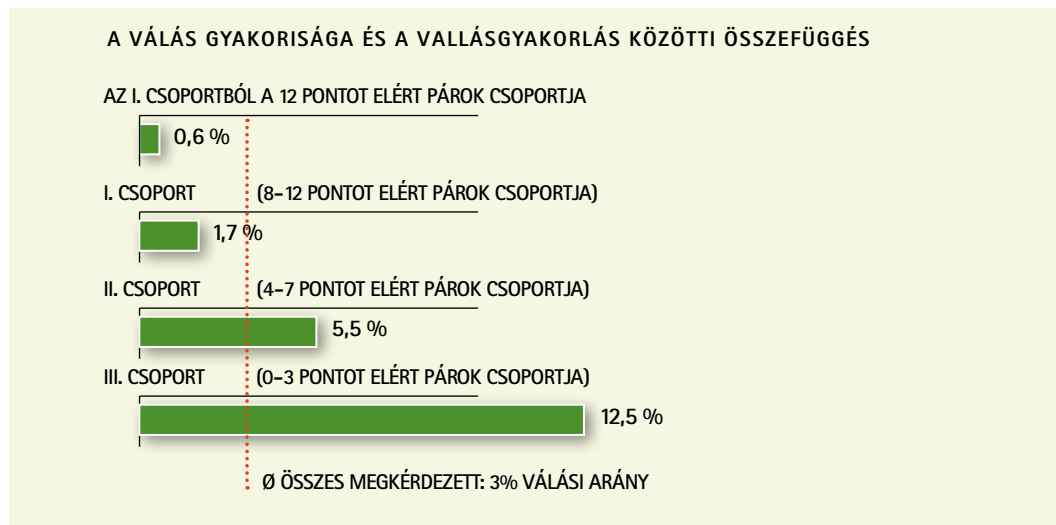 A VÁLÁS GYAKORISÁGA ÉS A VALLÁSGYAKORLÁS KÖZÖTTI ÖSSZEFÜGGÉS
AZ I. CSOPORTBÓL A 12 PONTOT ELÉRT PÁROK CSOPORTJA
0,6 %
I. CSOPORT (8–12 PONTOT ELÉRT PÁROK CSOPORTJA)
1,7 %
II. CSOPORT (4–7 PONTOT ELÉRT PÁROK CSOPORTJA)
5,5 %
III. CSOPORT (0–3 PONTOT ELÉRT PÁROK CSOPORTJA)
12,5 %
Ø ÖSSZES MEGKÉRDEZETT: 3% VÁLÁSI ARÁNY